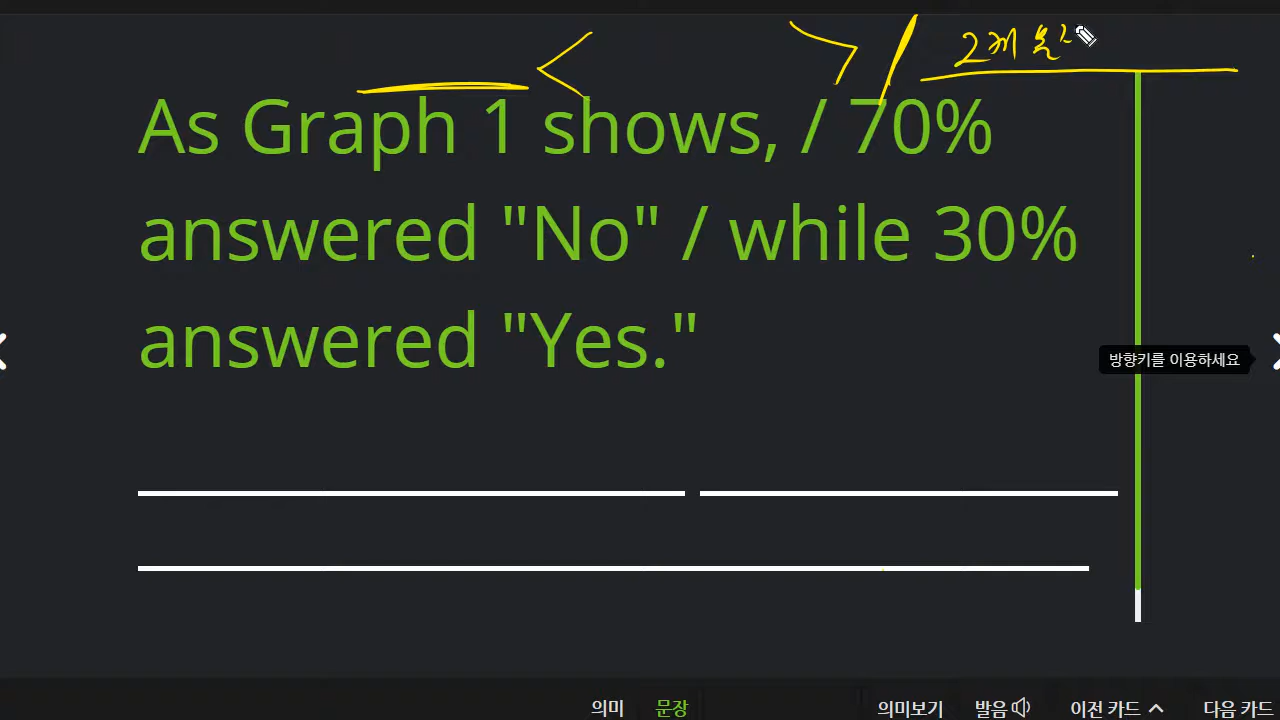 2개
As Graph 1 shows, / 70%
answered "No" / while 30%
answered "Yes."
방향키를 이용하세요
의미 문장 의미보기 발음 이전 카드 다음 카드